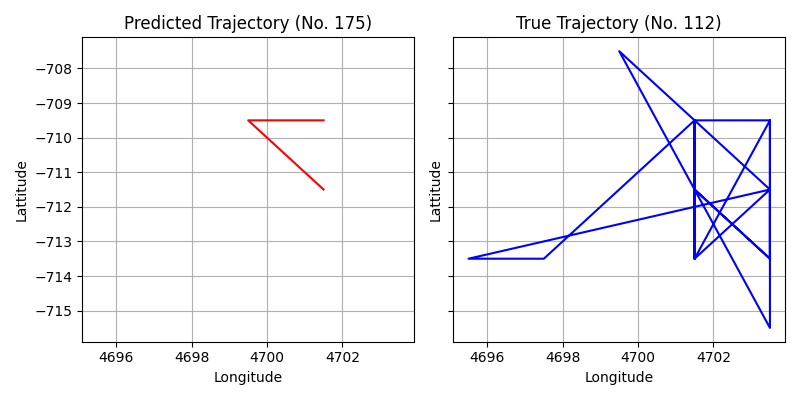 Predicted Trajectory (No. 175)
True Trajectory (No. 112)
−708
−709
−710
−711
−712
−713
−714
−715
Lattitude
Lattitude
4696 4698 4700 4702
4696 4698 4700 4702
Longitude
Longitude